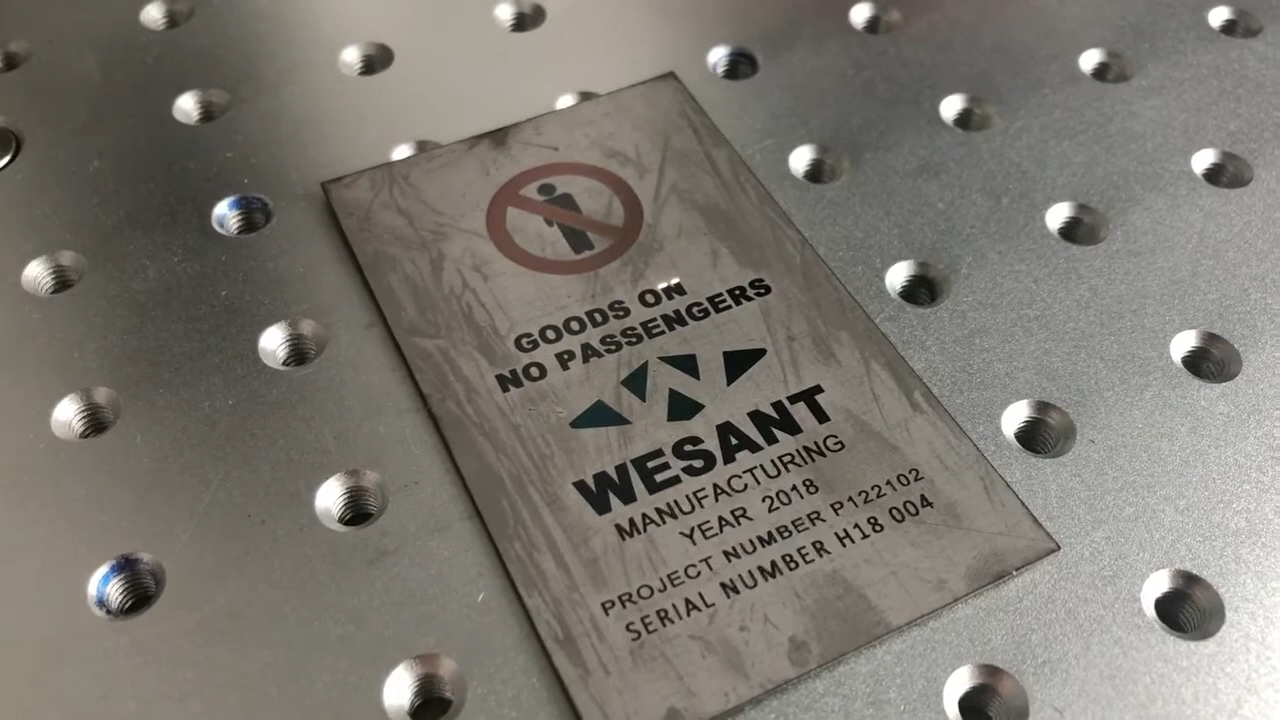 GOODS ON
NO PASSENGERS
WESANT
MANUFACTURING
YEAR 2018
PROJECT NUMBER P122102
SERIAL NUMBER H18 004